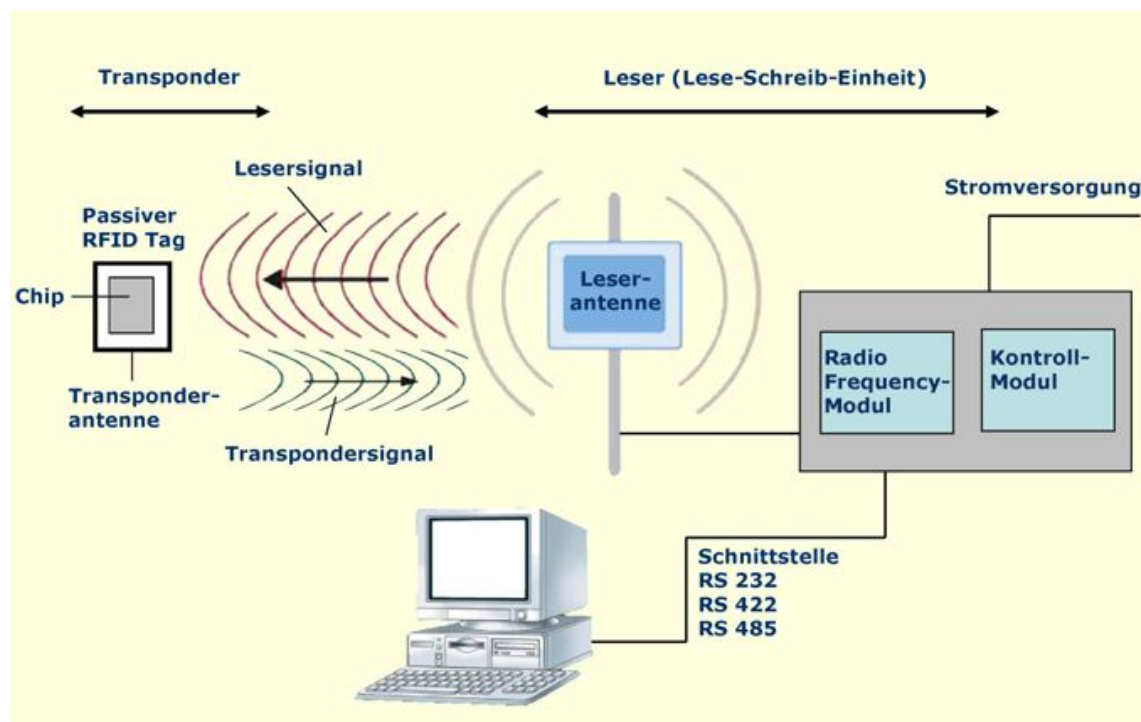 Transponder
Leser (Lese-Schreib-Einheit)
Lesersignal
Stromversorgung
Passiver
RFID Tag
Chip
Leser-
antenne
Radio
Frequency-
Modul
Kontroll-
Modul
Transponder-
antenne
Transpondersignal
Schnittstelle
RS 232
RS 422
RS 485